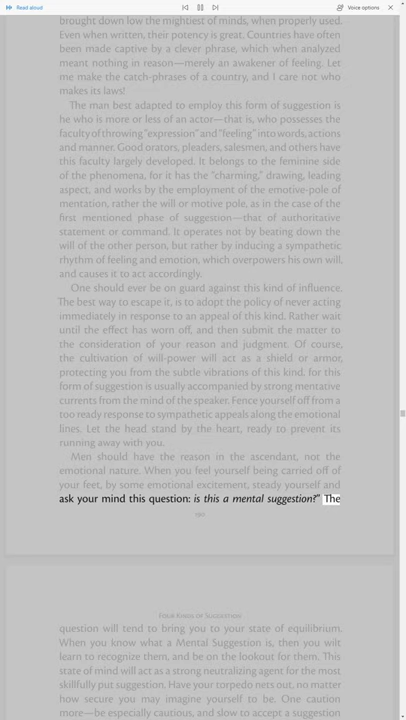 Read aloud
Voice options
brought down low the mightiest of minds, when properly used.
Even when written, their potency is great. Countries have often
been made captive by a clever phrase, which when analyzed
meant nothing in reason—merely an awakener of feeling. Let
me make the catch-phrases of a country, and I care not who
makes its laws!
The man best adapted to employ this form of suggestion is
he who is more or less of an actor—that is, who possesses the
faculty of throwing "expression" and "feeling" into words, actions
and manner. Good orators, pleaders, salesmen, and others have
this faculty largely developed. It belongs to the feminine side
of the phenomena, for it has the "charming," drawing, leading
aspect, and works by the employment of the emotive-pole of
mentation, rather the will or motive pole, as in the case of the
first mentioned phase of suggestion—that of authoritative
statement or command. It operates not by beating down the
will of the other person, but rather by inducing a sympathetic
rhythm of feeling and emotion, which overpowers his own will,
and causes it to act accordingly.
One should ever be on guard against this kind of influence.
The best way to escape it, is to adopt the policy of never acting
immediately in response to an appeal of this kind. Rather wait
until the effect has worn off, and then submit the matter to
the consideration of your reason and judgment. Of course,
the cultivation of will-power will act as a shield or armor,
protecting you from the subtle vibrations of this kind. for this
form of suggestion is usually accompanied by strong mentative
currents from the mind of the speaker. Fence yourself off from a
too ready response to sympathetic appeals along the emotional
lines. Let the head stand by the heart, ready to prevent its
running away with you.
Men should have the reason in the ascendant, not the
emotional nature. When you feel yourself being carried off of
your feet, by some emotional excitement, steady yourself and
ask your mind this question: is this a mental suggestion?" The
190
Four Kinds of Suggestion
question will tend to bring you to your state of equilibrium.
When you know what a Mental Suggestion is, then you wilt
learn to recognize them, and be on the lookout for them. This
state of mind will act as a strong neutralizing agent for the most
skillfully put suggestion. Have your torpedo nets out, no matter
how secure you may imagine yourself to be. One caution
more—be especially cautious, and slow to accept a suggestion